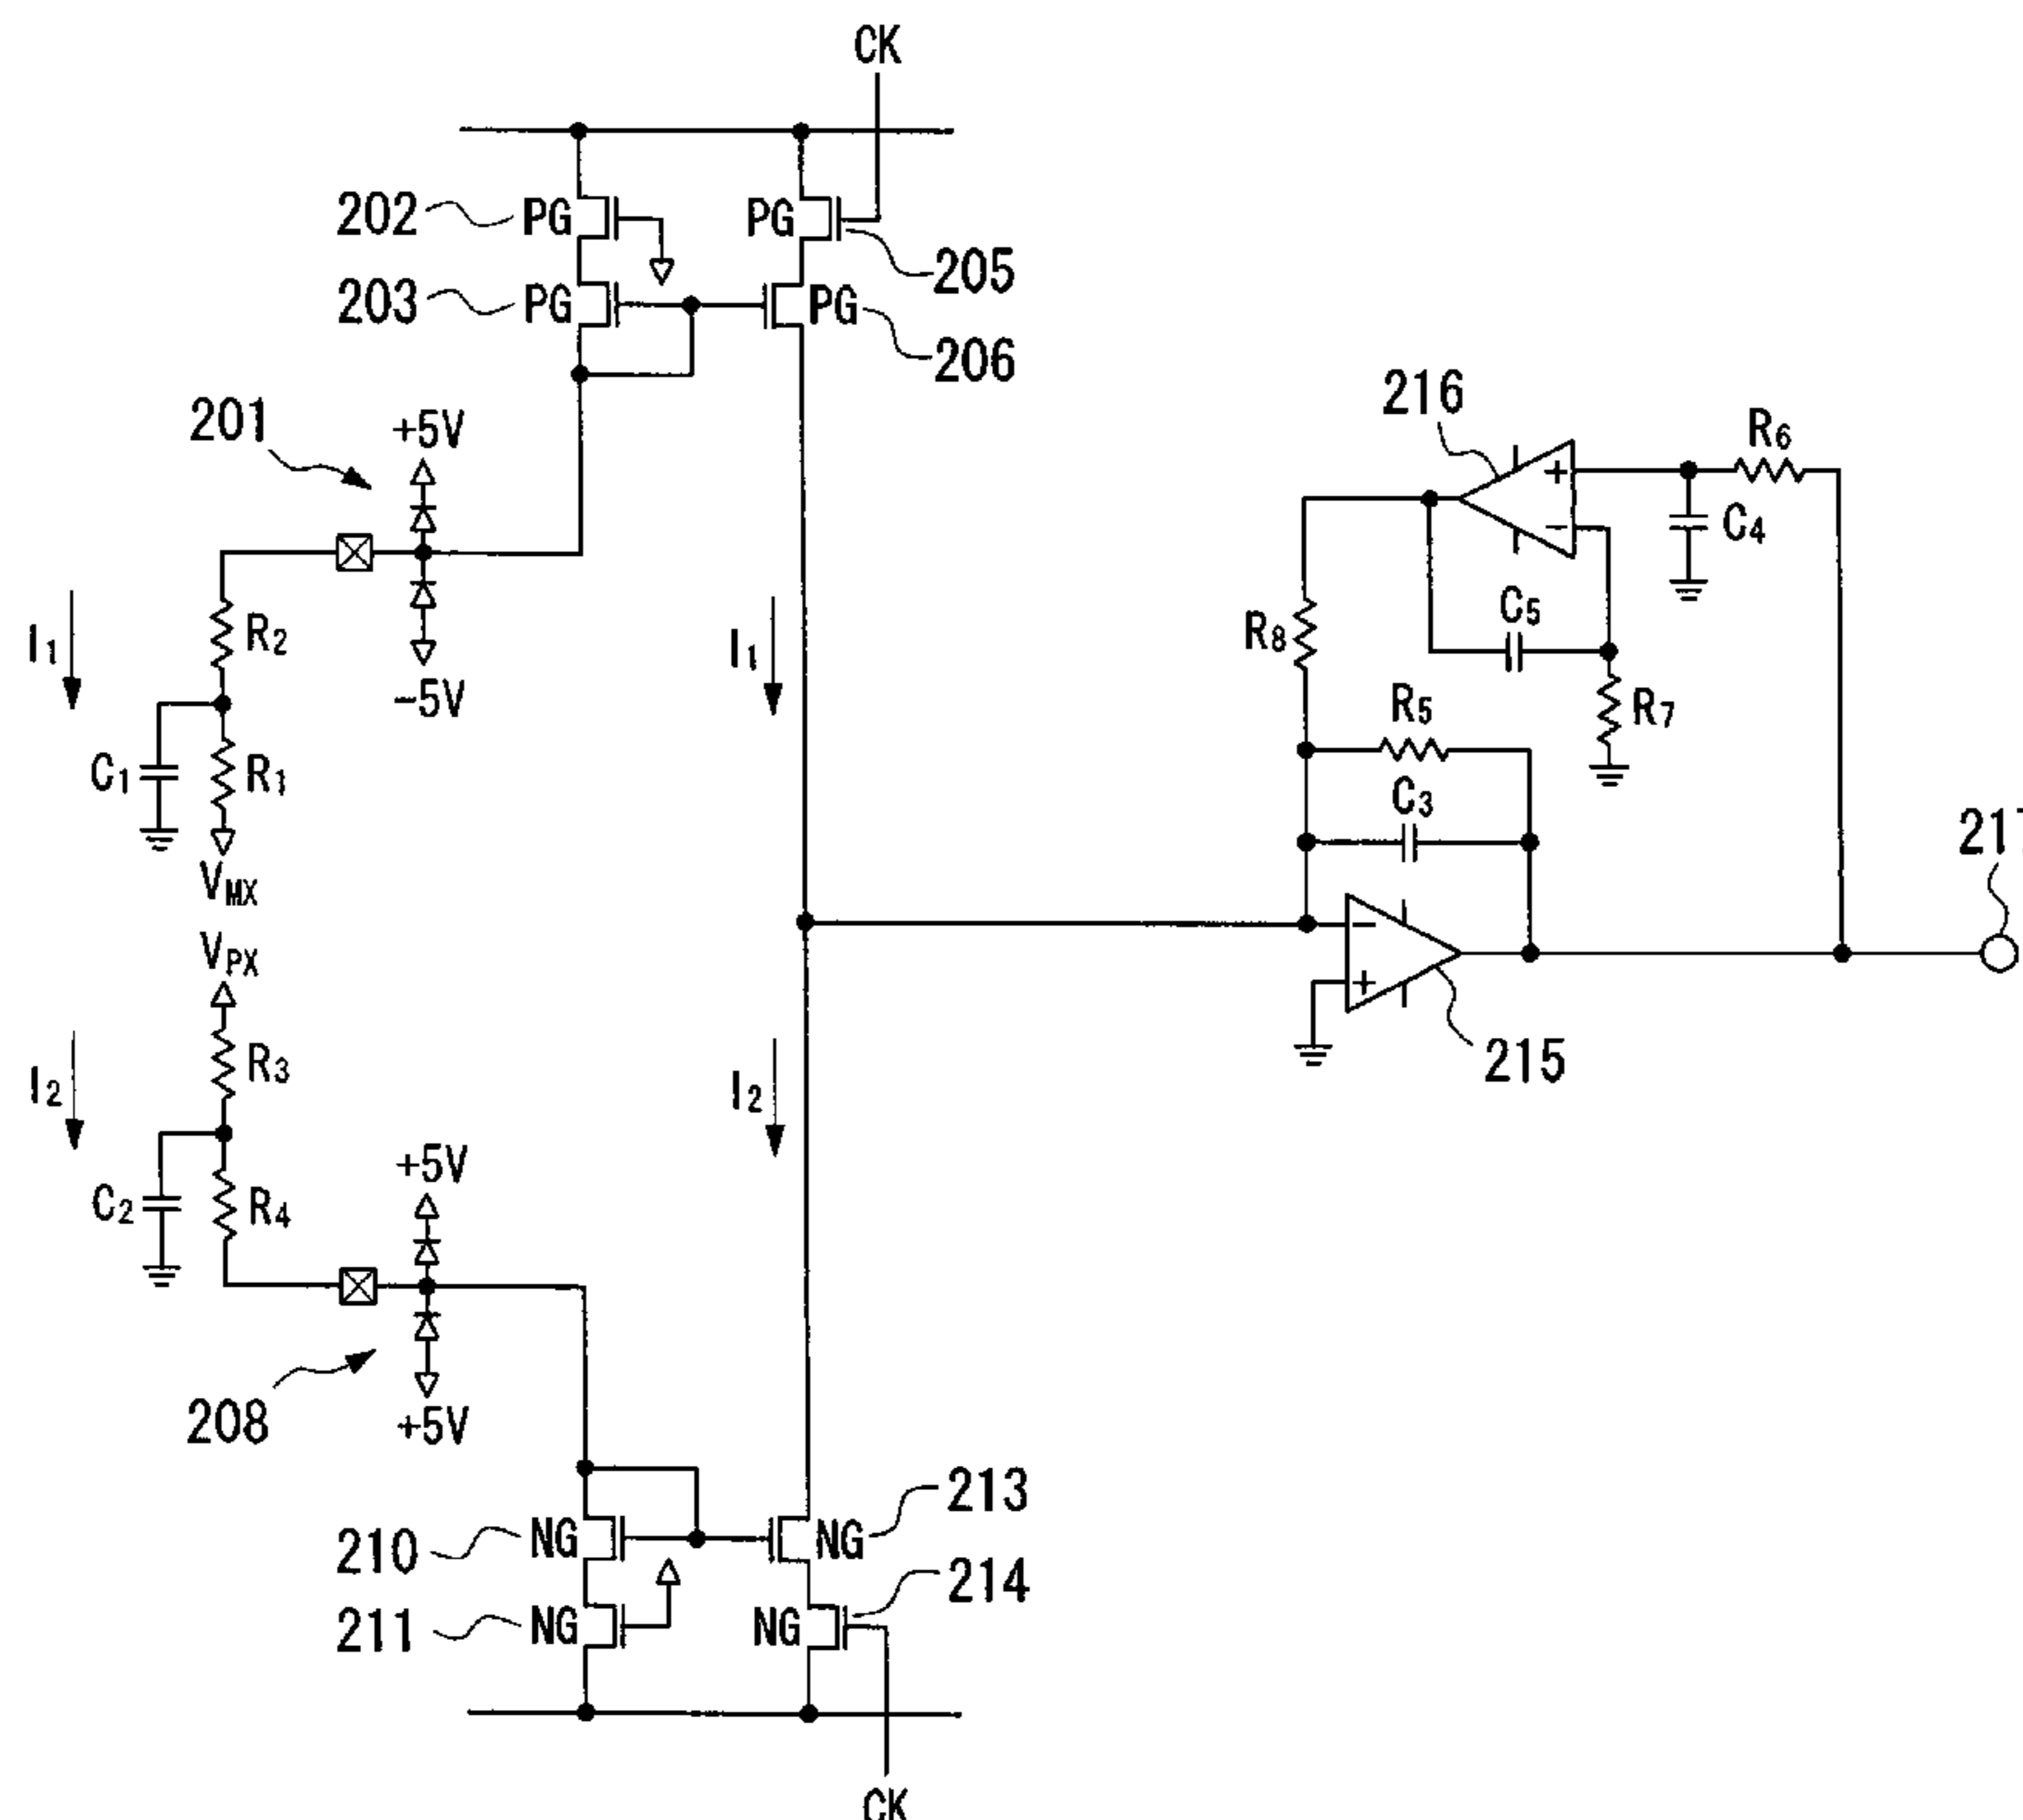 CK
202
PG
PG
205
203
PG
PG
206
201
+5V
-5V
I1
R2
C1
R1
VMX
I1
216
R6
+
-
C4
R8
C5
R7
R5
C3
217
-
+
215
VPX
I2
R3
C2
R4
+5V
+5V
208
I2
210
NG
NG
213
211
NG
NG
214
CK